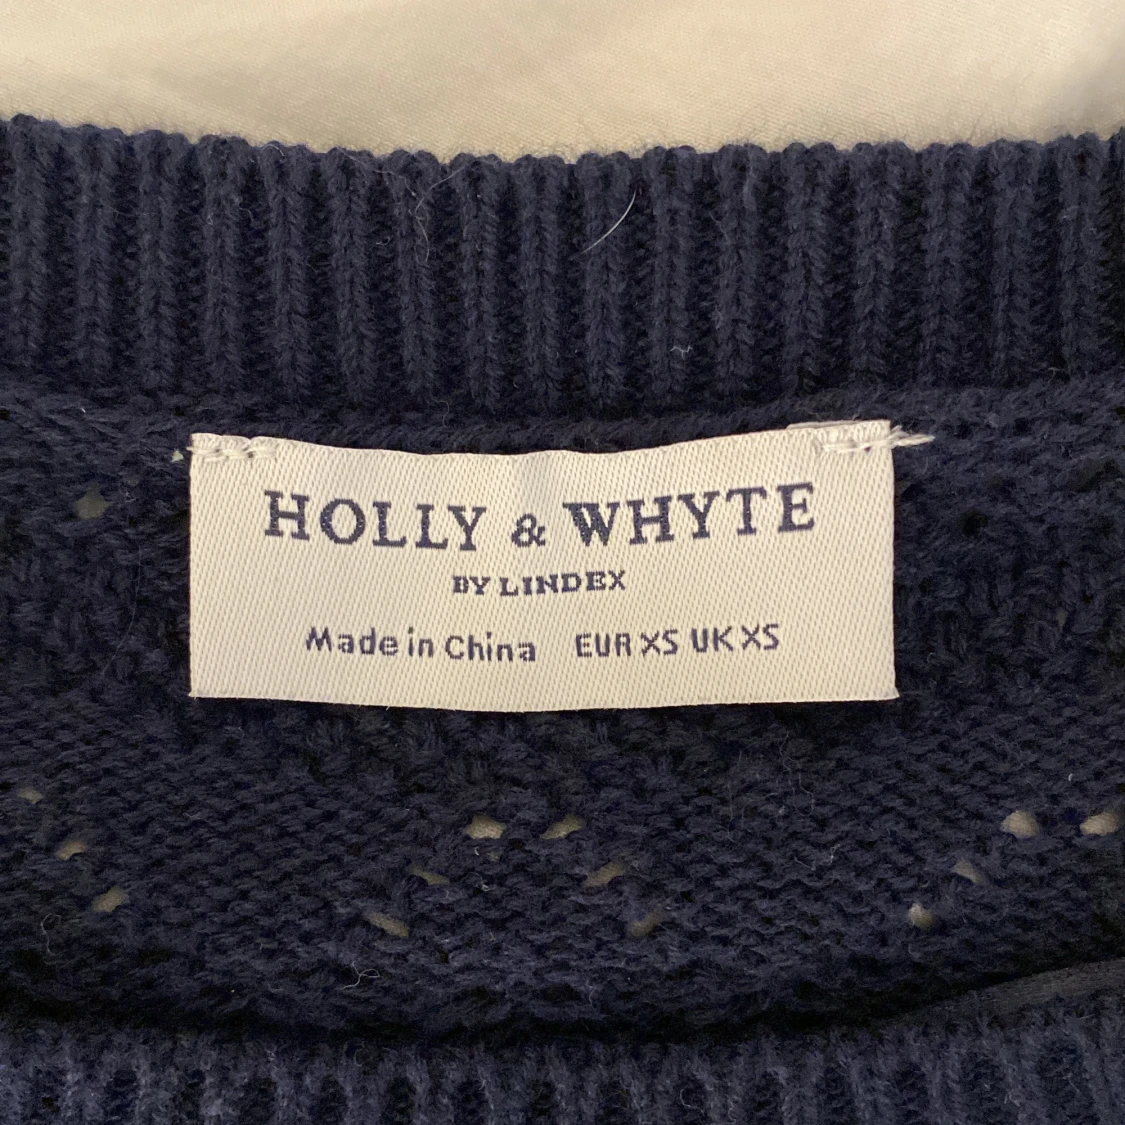 HOLLY & WHYTE
BY LINDEX
Made in China EUR XS UK XS